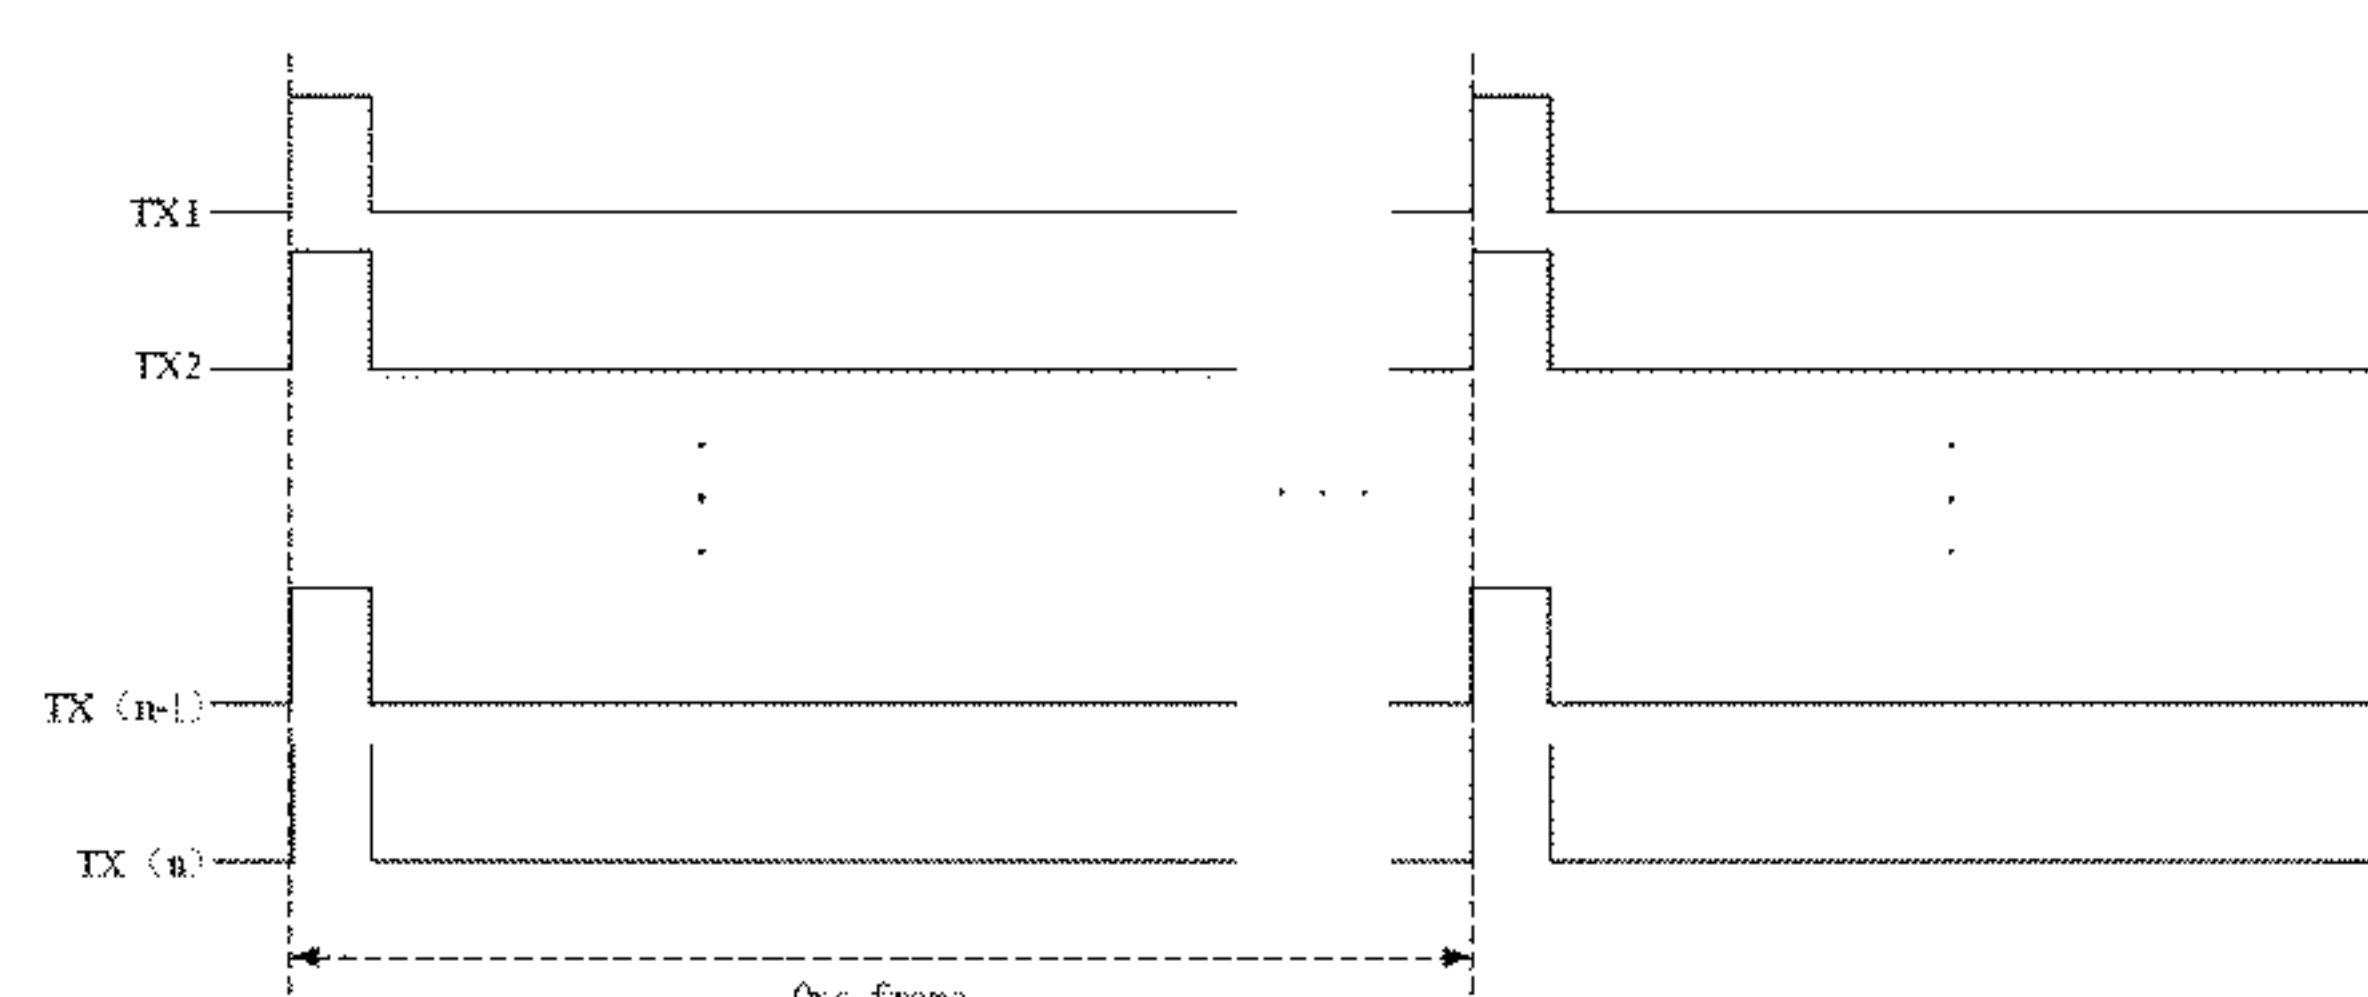 TX1
TX2
TX (n-1)
TX (n)
One frame